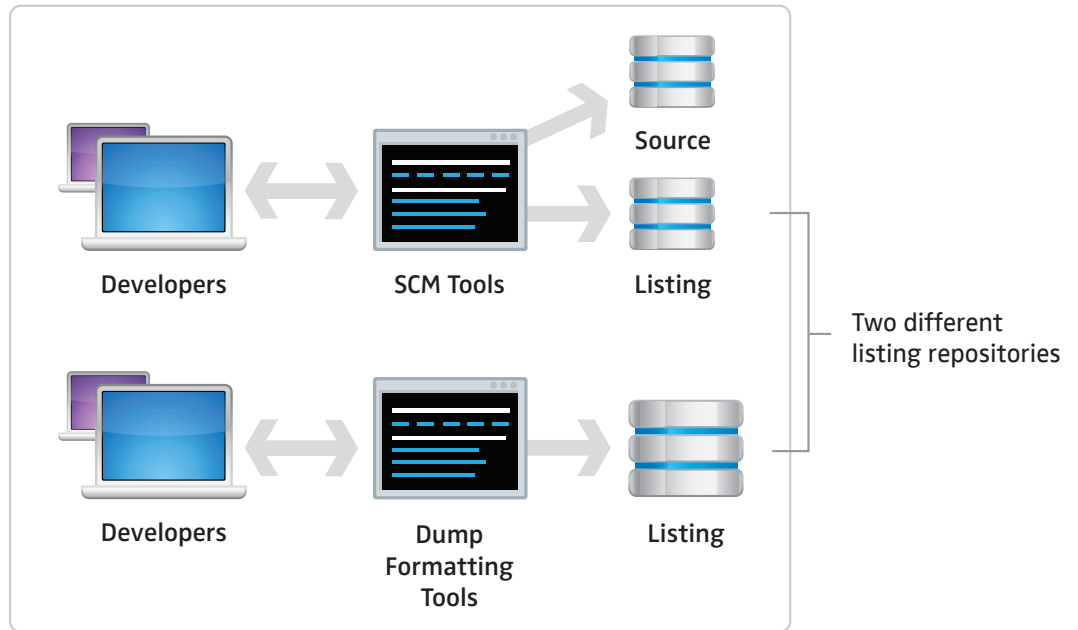 Source
Developers
SCM Tools
Listing
Two different
listing repositories
Developers
Dump
Formatting
Tools
Listing